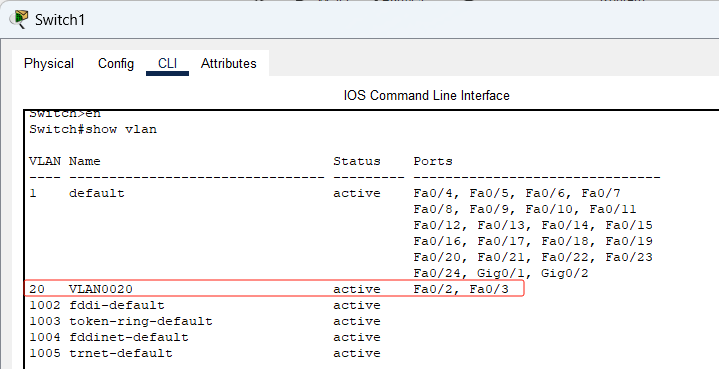 Switch1
Physical Config CLI Attributes
IOS Command Line Interface
Switch>en
Switch#show vlan
VLAN Name                             Status    Ports
---- -------------------------------- --------- -------------------------------
1    default                          active    Fa0/4, Fa0/5, Fa0/6, Fa0/7
                                                Fa0/8, Fa0/9, Fa0/10, Fa0/11
                                                Fa0/12, Fa0/13, Fa0/14, Fa0/15
                                                Fa0/16, Fa0/17, Fa0/18, Fa0/19
                                                Fa0/20, Fa0/21, Fa0/22, Fa0/23
                                                Fa0/24, Gig0/1, Gig0/2
20   VLAN0020                         active    Fa0/2, Fa0/3
1002 fddi-default                     active
1003 token-ring-default               active
1004 fddinet-default                  active
1005 trnet-default                    active